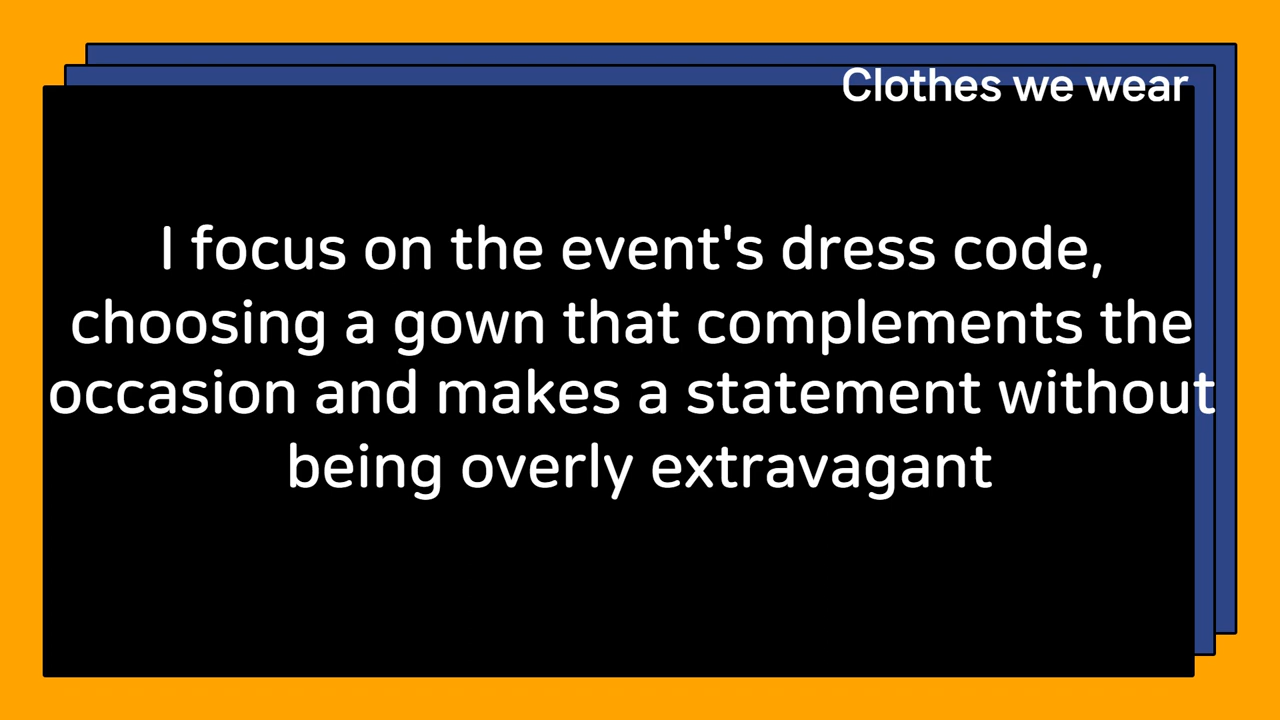 Clothes we wear
I focus on the event's dress code,
choosing a gown that complements the
occasion and makes a statement without
being overly extravagant